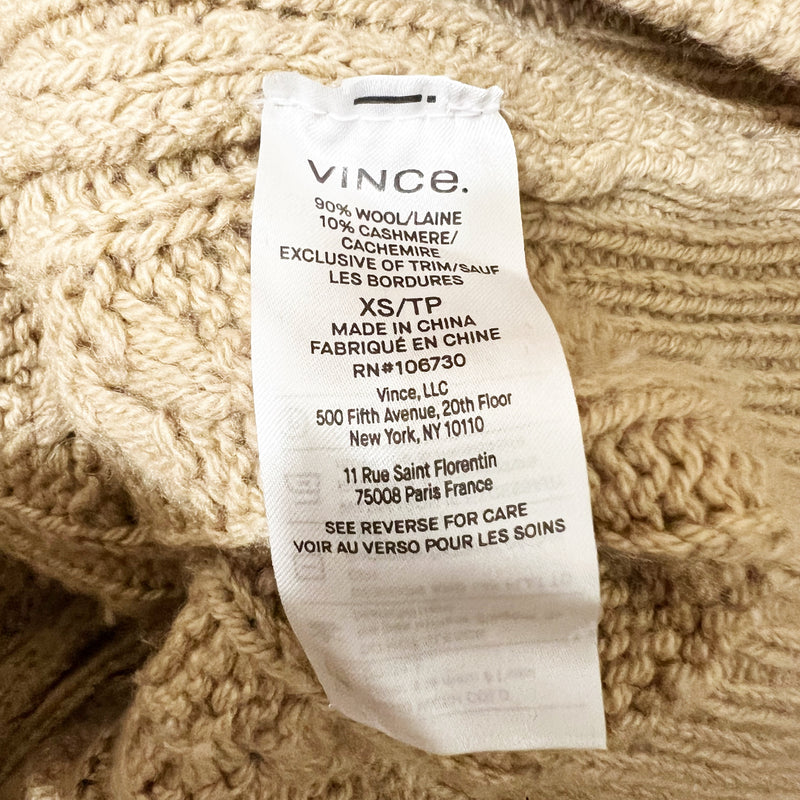 VINCE.
90% WOOL/LAINE
10% CASHMERE/
CACHEMIRE
EXCLUSIVE OF TRIM/SAUF
LES BORDURES
XS/TP
MADE IN CHINA
FABRIQUÉ EN CHINE
RN#106730
Vince, LLC
500 Fifth Avenue, 20th Floor
New York, NY 10110
11 Rue Saint Florentin
75008 Paris France
SEE REVERSE FOR CARE
VOIR AU VERSO POUR LES SOINS